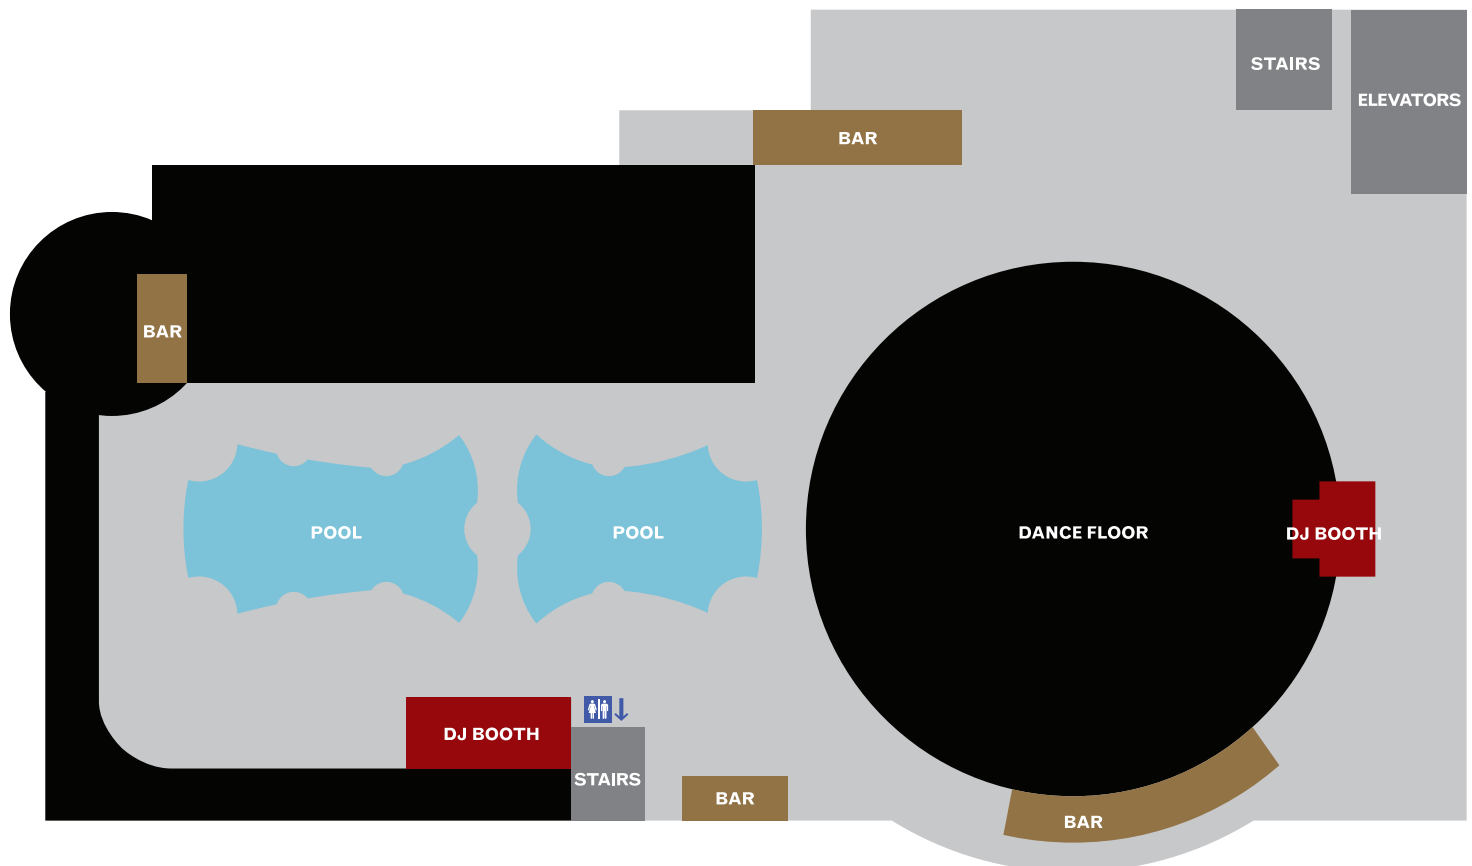 STAIRS
ELEVATORS
BAR
BAR
POOL
POOL
DANCE FLOOR
DJ BOOTH
DJ BOOTH
STAIRS
BAR
BAR